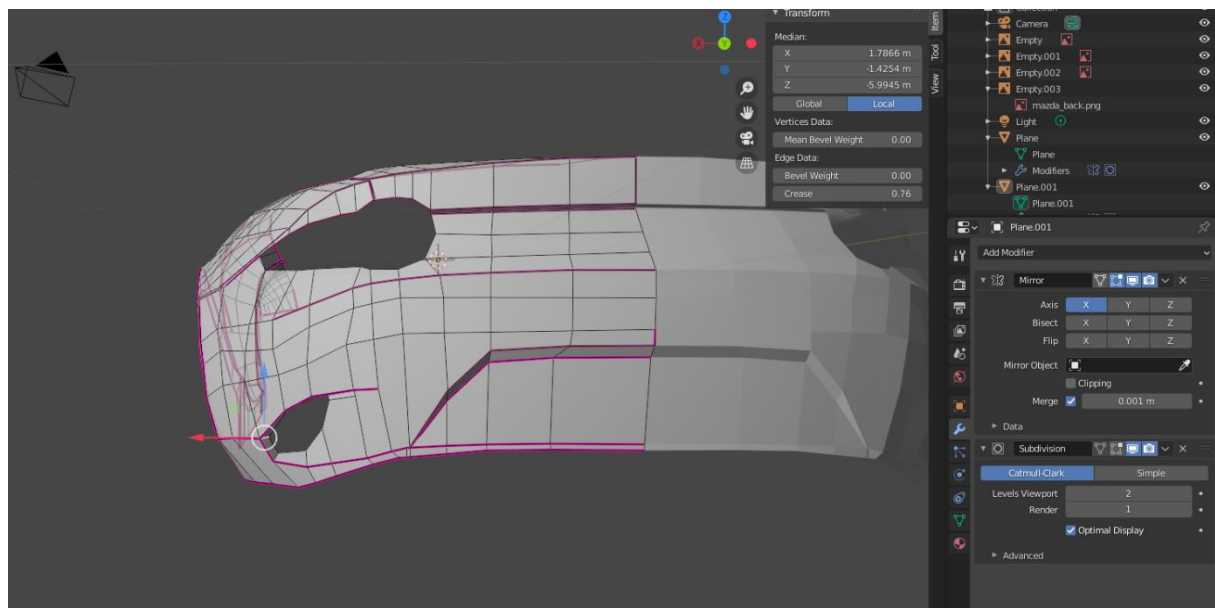 Transform
Median:
X 1.7866 m
Y -1.4254 m
Z -5.9945 m
Global Local
Vertices Data:
Mean Bevel Weight 0.00
Edge Data:
Bevel Weight 0.00
Crease 0.76
Item
Tool
View
Z
X
Y
Collection
Camera
Empty
Empty.001
Empty.002
Empty.003
mazda_back.png
Light
Plane
Plane
Modifiers
Plane.001
Plane.001
Plane.001
Add Modifier
Mirror
Axis X Y Z
Bisect X Y Z
Flip X Y Z
Mirror Object
Clipping
Merge 0.001 m
Data
Subdivision
Catmull-Clark Simple
Levels Viewport 2
Render 1
Optimal Display
Advanced